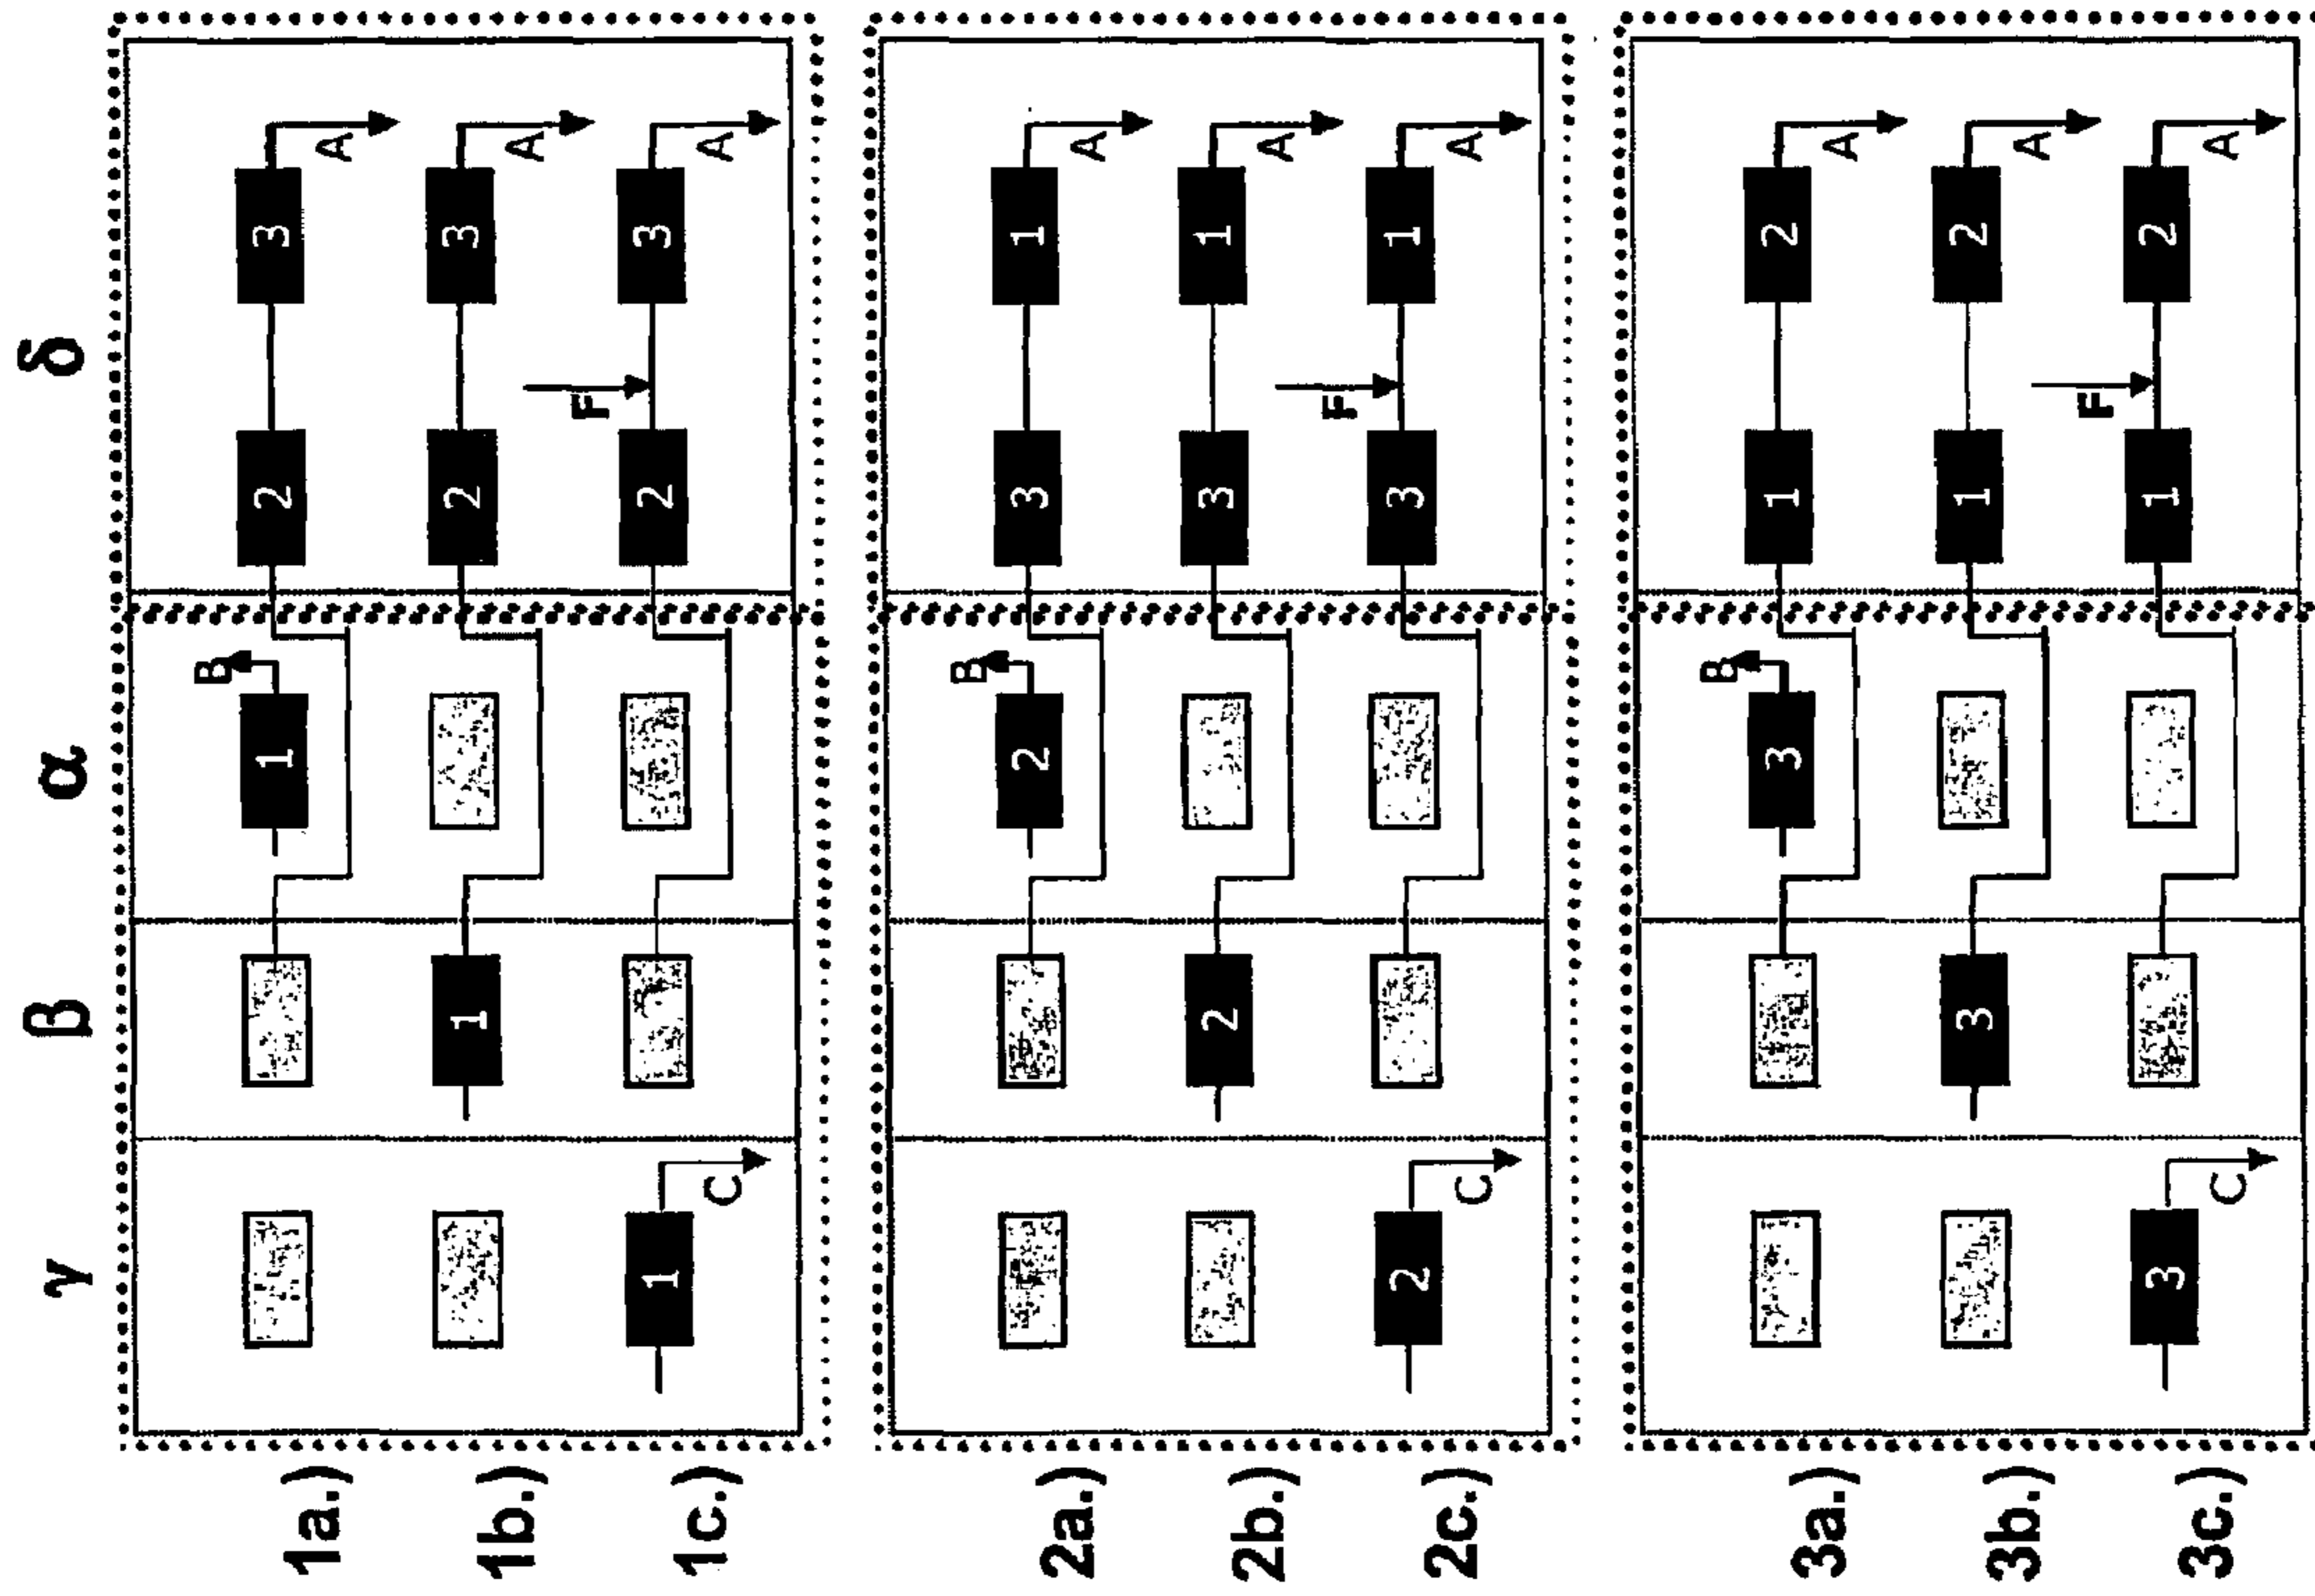 γ β α δ
B
1a.) 1 2 3
A
1b.) 1 2 3
A
F
1c.) 1 2 3
C A
B
2a.) 2 3 1
A
2b.) 2 3 1
A
F
2c.) 2 3 1
C A
B
3a.) 3 1 2
A
3b.) 3 1 2
A
F
3c.) 3 1 2
C A